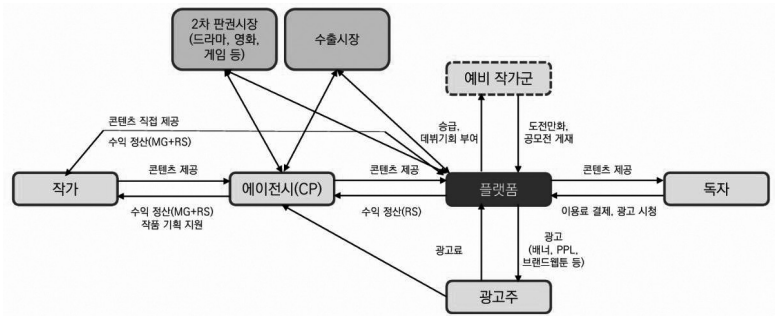 2차 판권시장
(드라마, 영화,
게임 등)
수출시장
예비 작가군
콘텐츠 직접 제공
수익 정산(MG+RS)
승급,
데뷔기회 부여
도전만화,
공모전 게재
콘텐츠 제공
콘텐츠 제공
콘텐츠 제공
작가
에이전시(CP)
플랫폼
독자
수익 정산(MG+RS)
작품 기획 지원
수익 정산(RS)
이용료 결제, 광고 시청
광고료
광고
(배너, PPL,
브랜드웹툰 등)
광고주